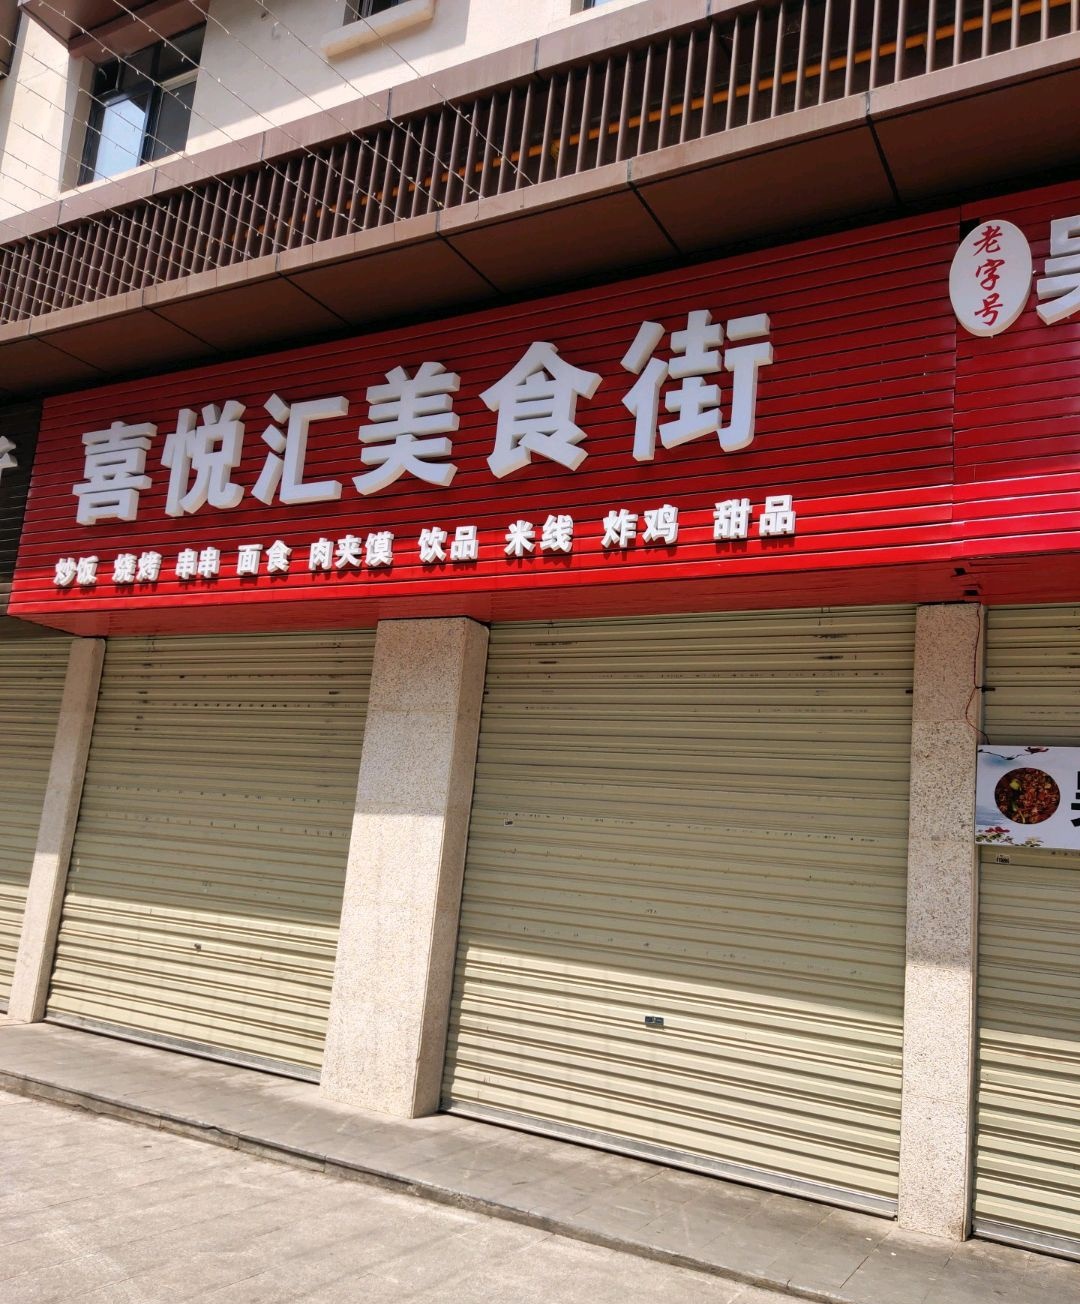 喜悦汇美食街
炒饭 烧烤 串串 面食 肉夹馍 饮品 米线 炸鸡 甜品
老字号